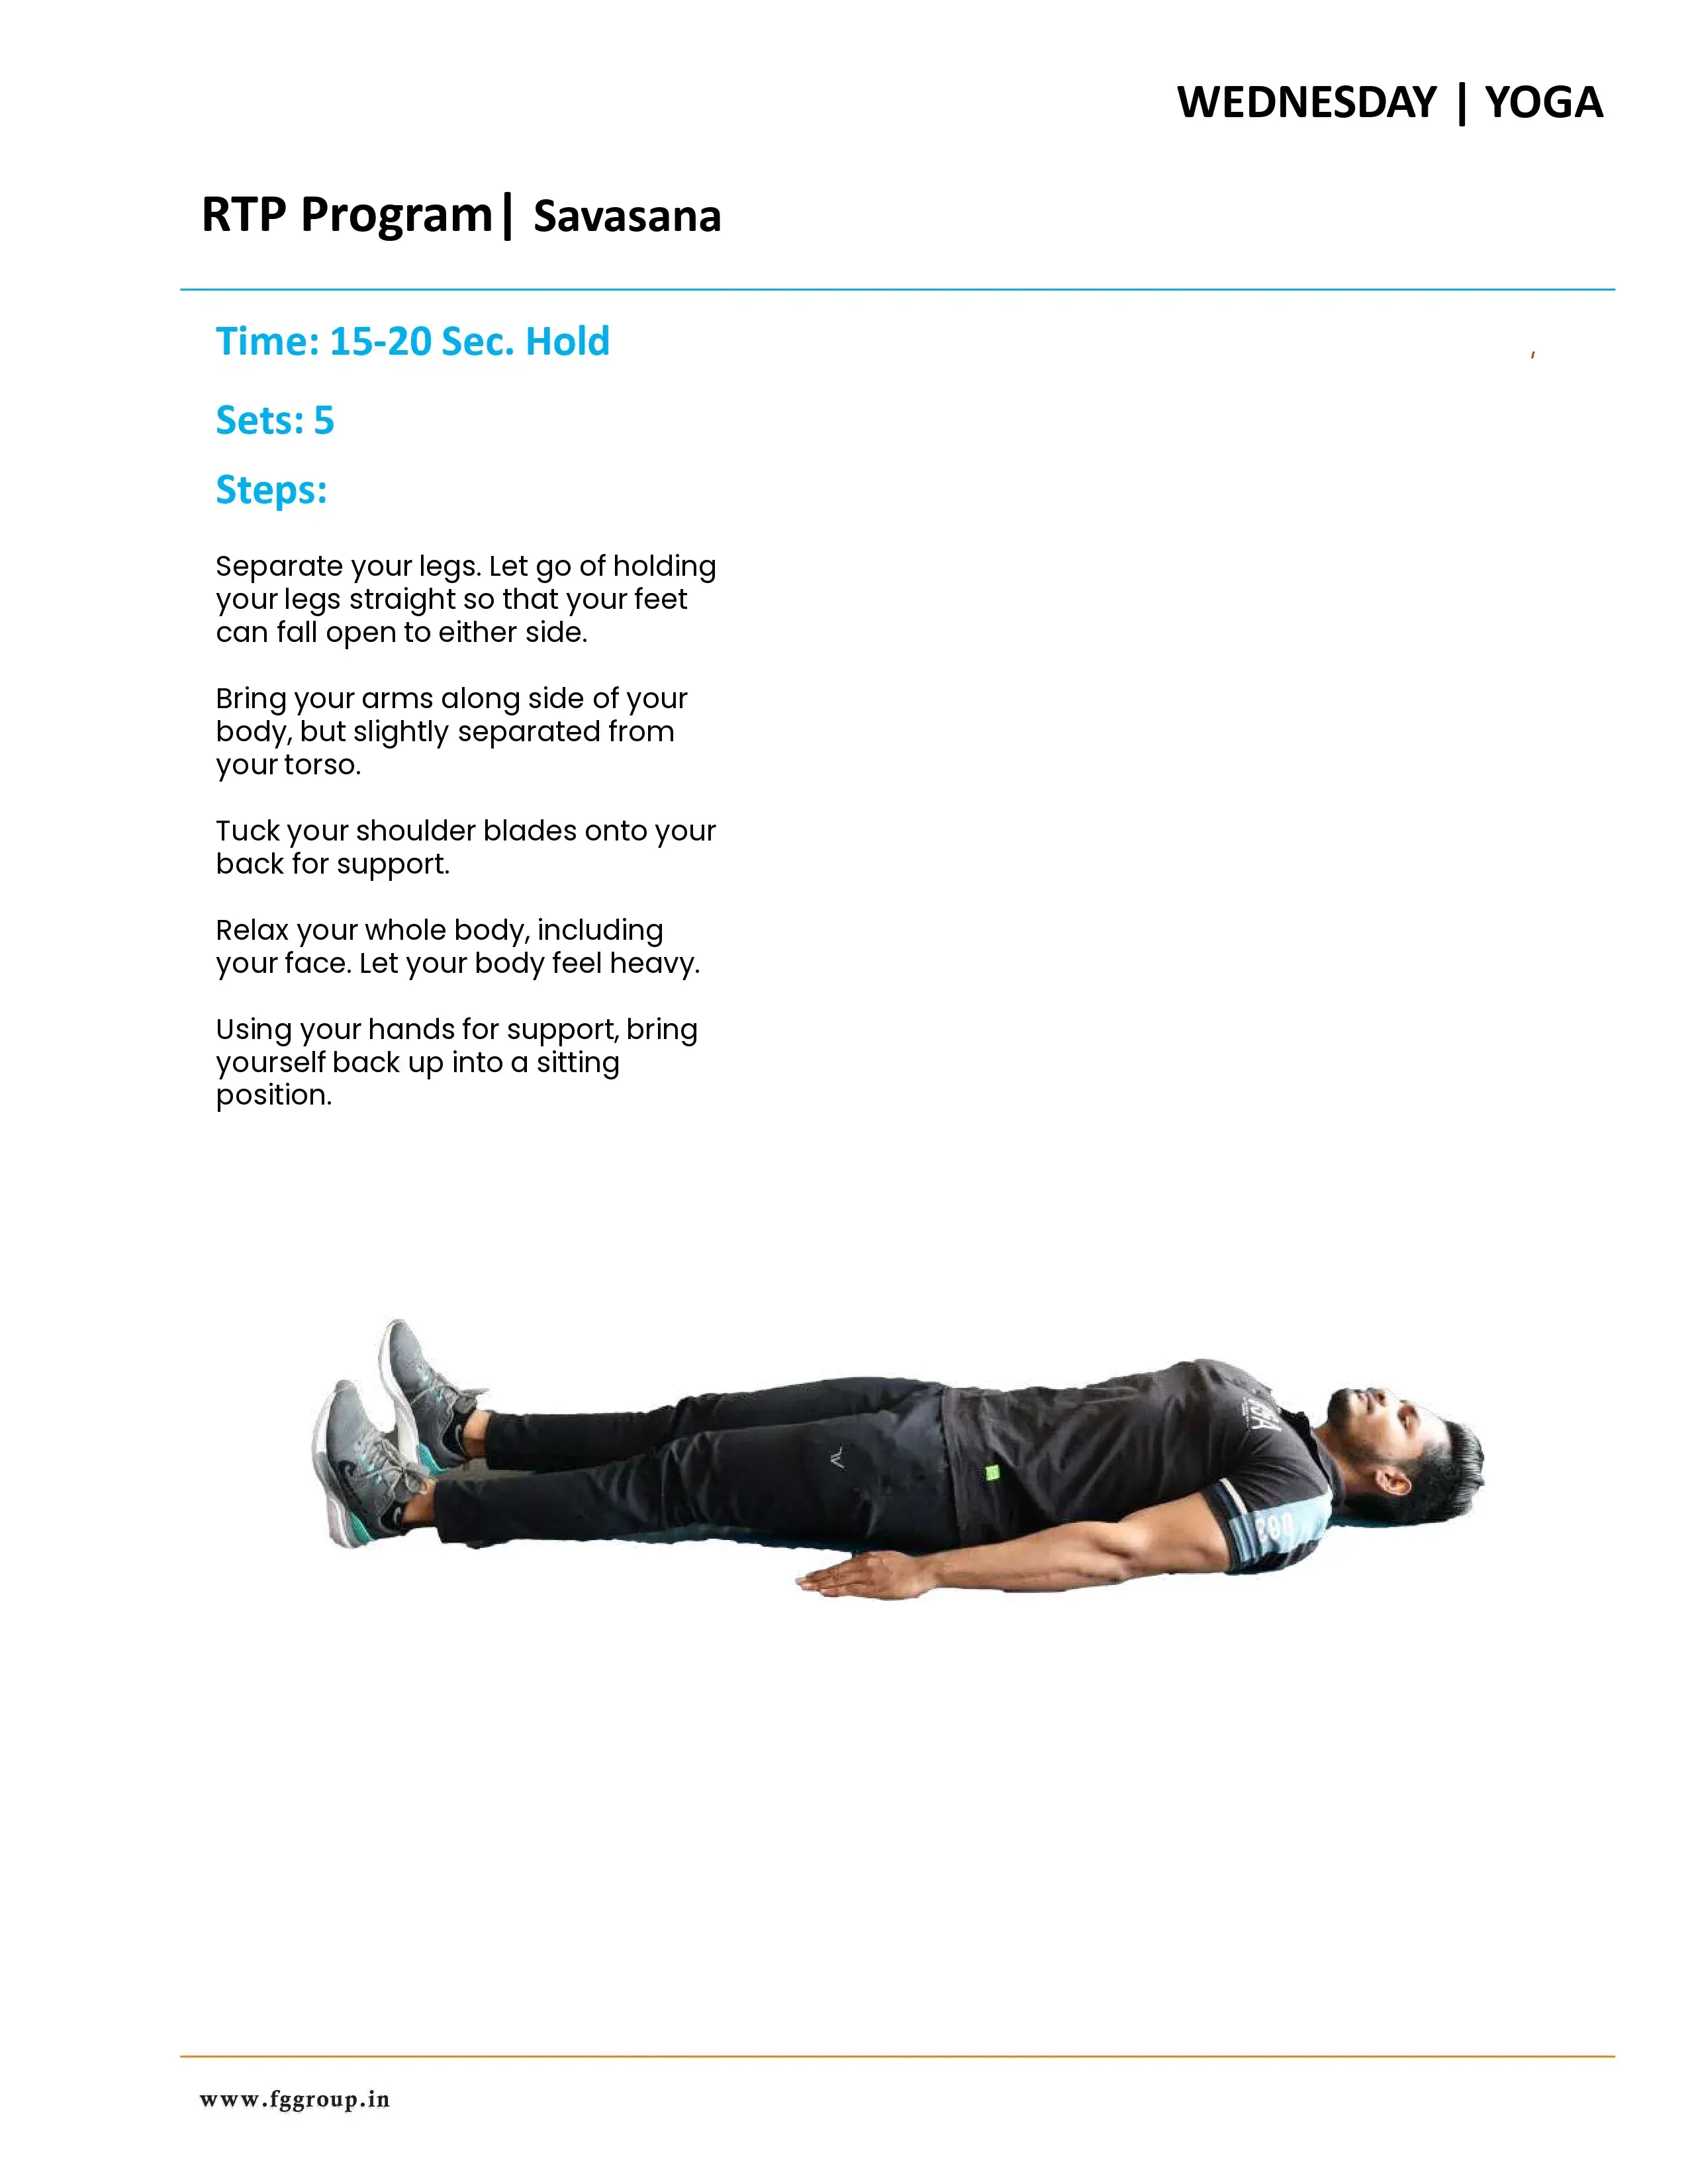 WEDNESDAY | YOGA
RTP Program| Savasana
Time: 15-20 Sec. Hold
,
Sets: 5
Steps:
Separate your legs. Let go of holding
your legs straight so that your feet
can fall open to either side.
Bring your arms along side of your
body, but slightly separated from
your torso.
Tuck your shoulder blades onto your
back for support.
Relax your whole body, including
your face. Let your body feel heavy.
Using your hands for support, bring
yourself back up into a sitting
position.
www.fggroup.in